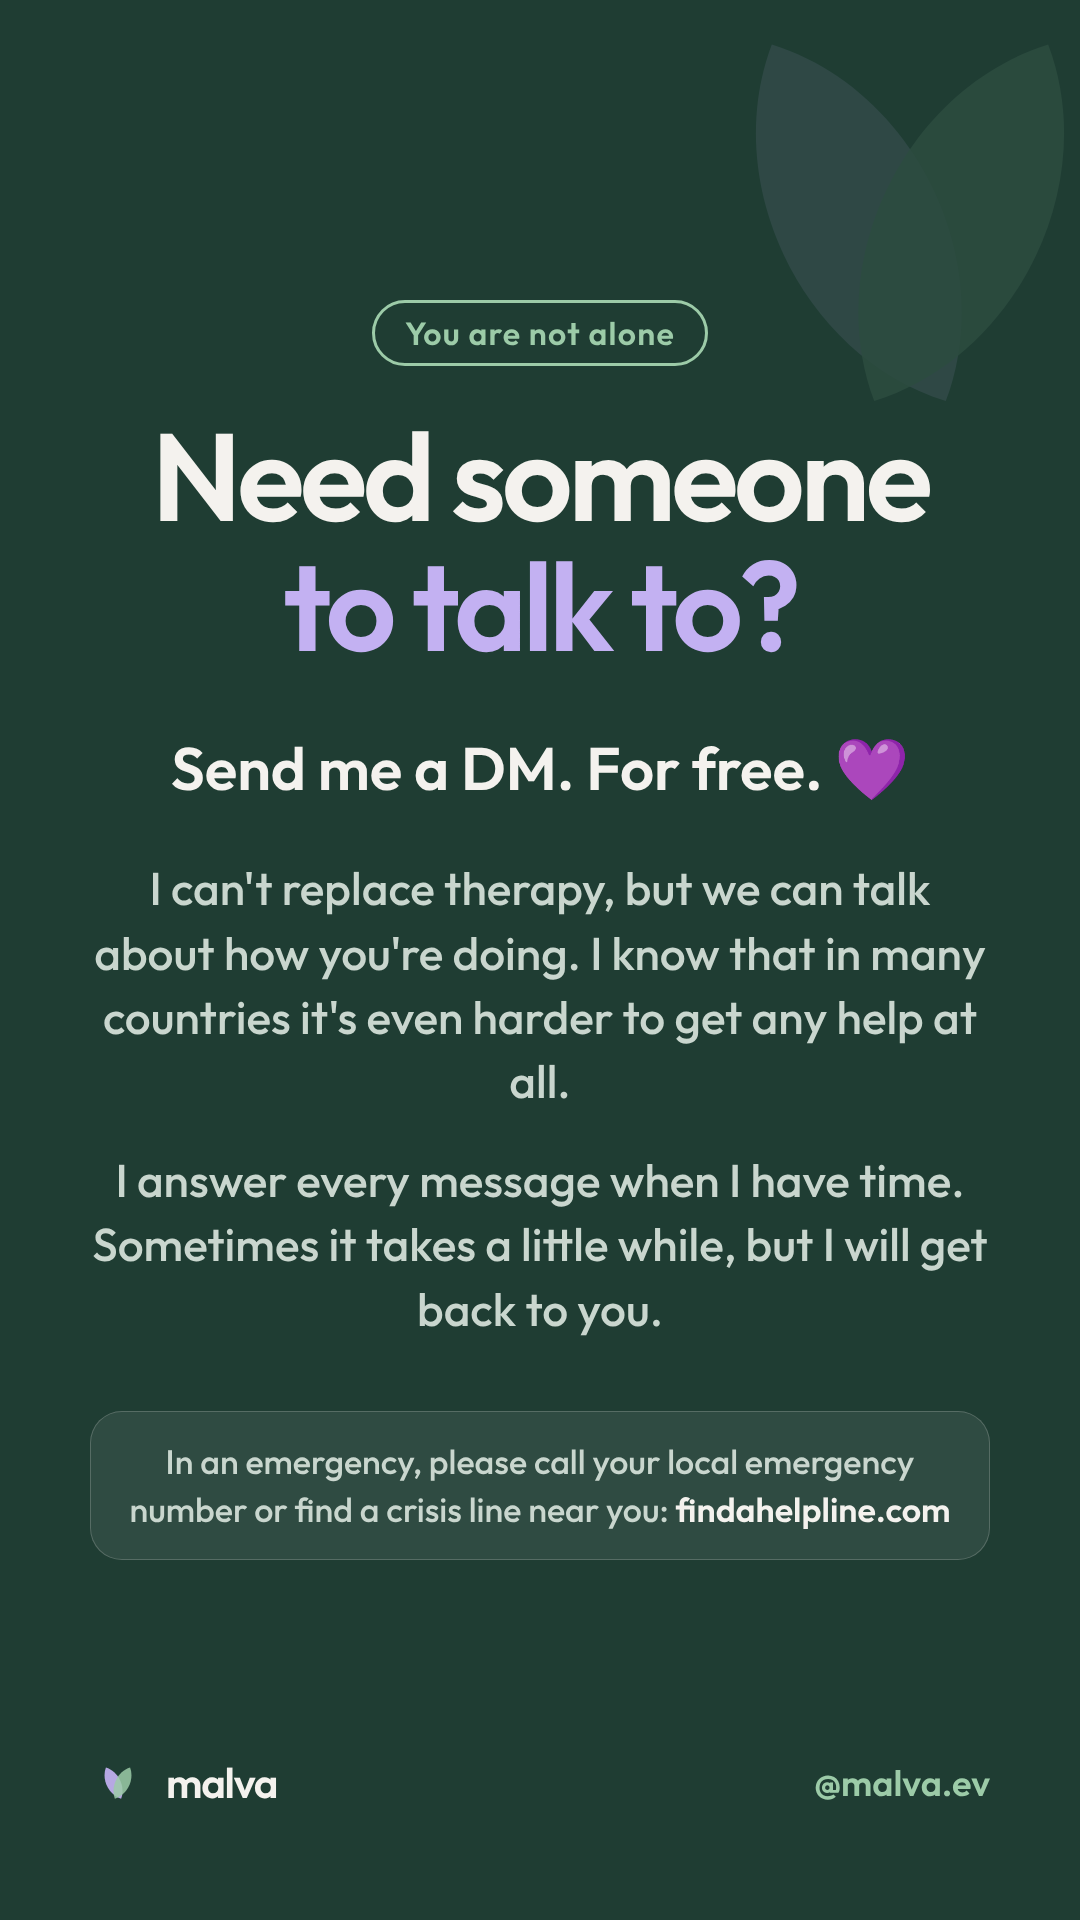 You are not alone
Need someone
to talk to?
Send me a DM. For free. 💜
I can't replace therapy, but we can talk
about how you're doing. I know that in many
countries it's even harder to get any help at
all.
I answer every message when I have time.
Sometimes it takes a little while, but I will get
back to you.
In an emergency, please call your local emergency
number or find a crisis line near you: findahelpline.com
malva
@malva.ev